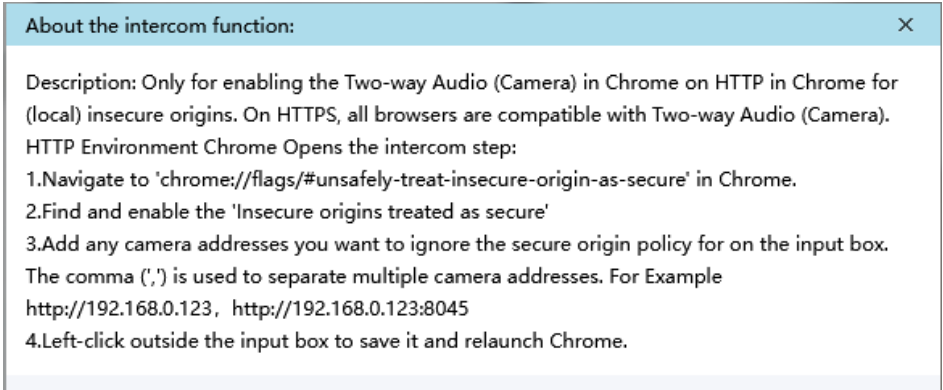 About the intercom function:
Description: Only for enabling the Two-way Audio (Camera) in Chrome on HTTP in Chrome for
(local) insecure origins. On HTTPS, all browsers are compatible with Two-way Audio (Camera).
HTTP Environment Chrome Opens the intercom step:
1.Navigate to 'chrome://flags/#unsafely-treat-insecure-origin-as-secure' in Chrome.
2.Find and enable the 'Insecure origins treated as secure'
3.Add any camera addresses you want to ignore the secure origin policy for on the input box.
The comma (',') is used to separate multiple camera addresses. For Example
http://192.168.0.123，http://192.168.0.123:8045
4.Left-click outside the input box to save it and relaunch Chrome.